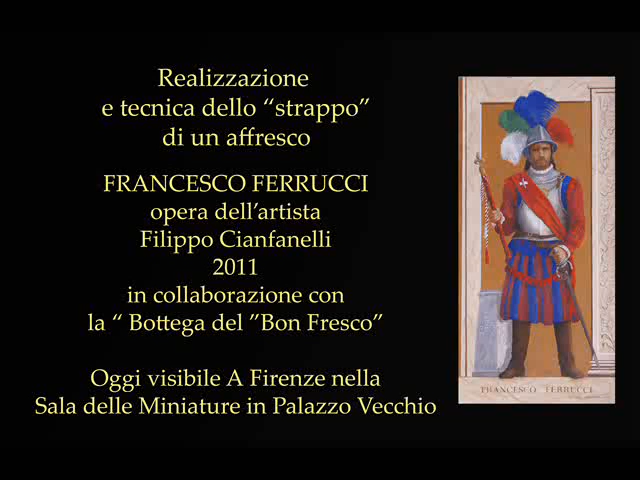 Realizzazione
e tecnica dello “strappo”
di un affresco
FRANCESCO FERRUCCI
opera dell’artista
Filippo Cianfanelli
2011
in collaborazione con
la “ Bottega del ”Bon Fresco”
Oggi visibile A Firenze nella
Sala delle Miniature in Palazzo Vecchio
FRANCESCO FERRUCCI